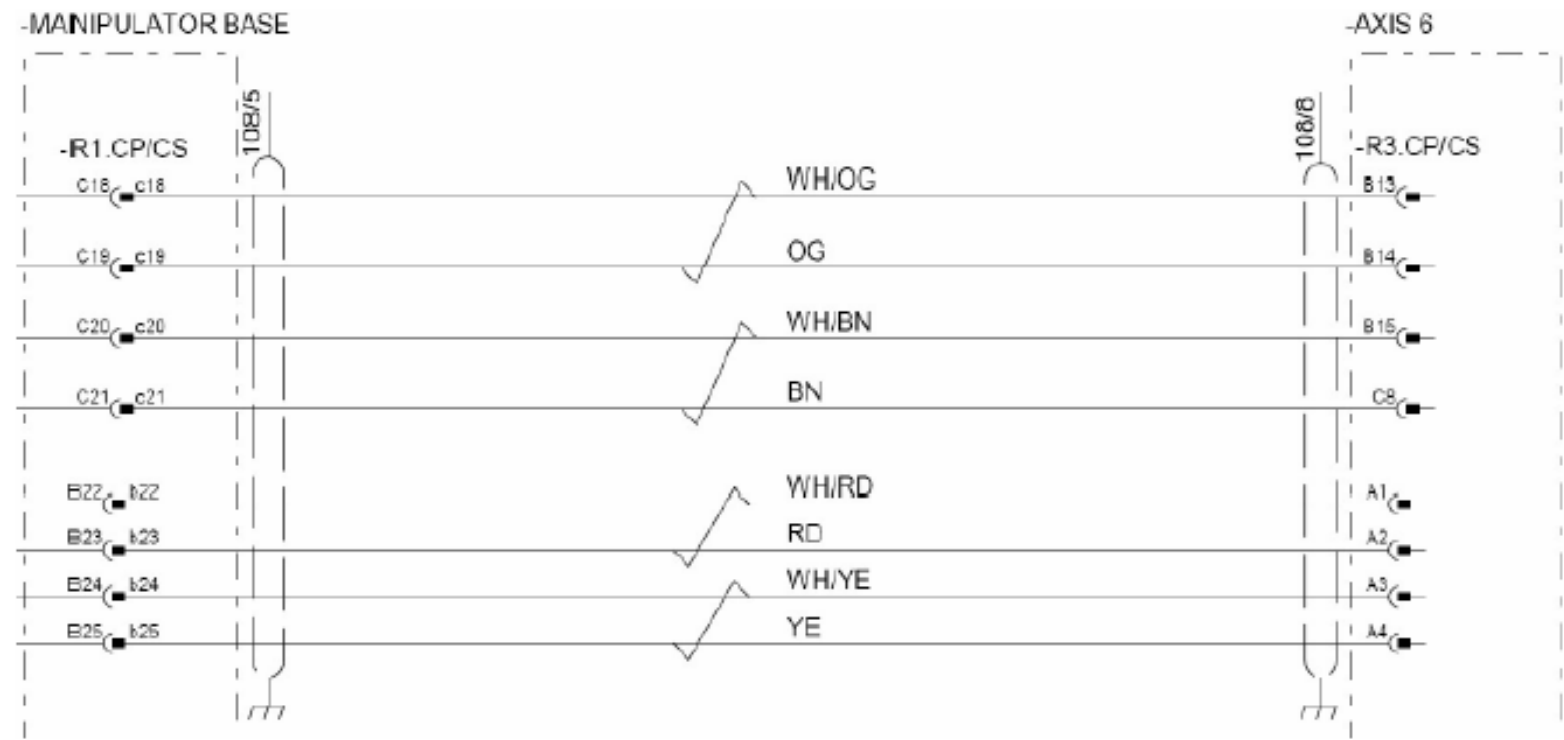 -MANIPULATOR BASE
-AXIS 6
108/5
108/8
-R1.CP/CS
-R3.CP/CS
C18 c18
WH/OG
B13
C19 c19
OG
B14
C20 c20
WH/BN
B15
C21 c21
BN
C8
B22 b22
WH/RD
A1
B23 b23
RD
A2
B24 b24
WH/YE
A3
B25 b25
YE
A4